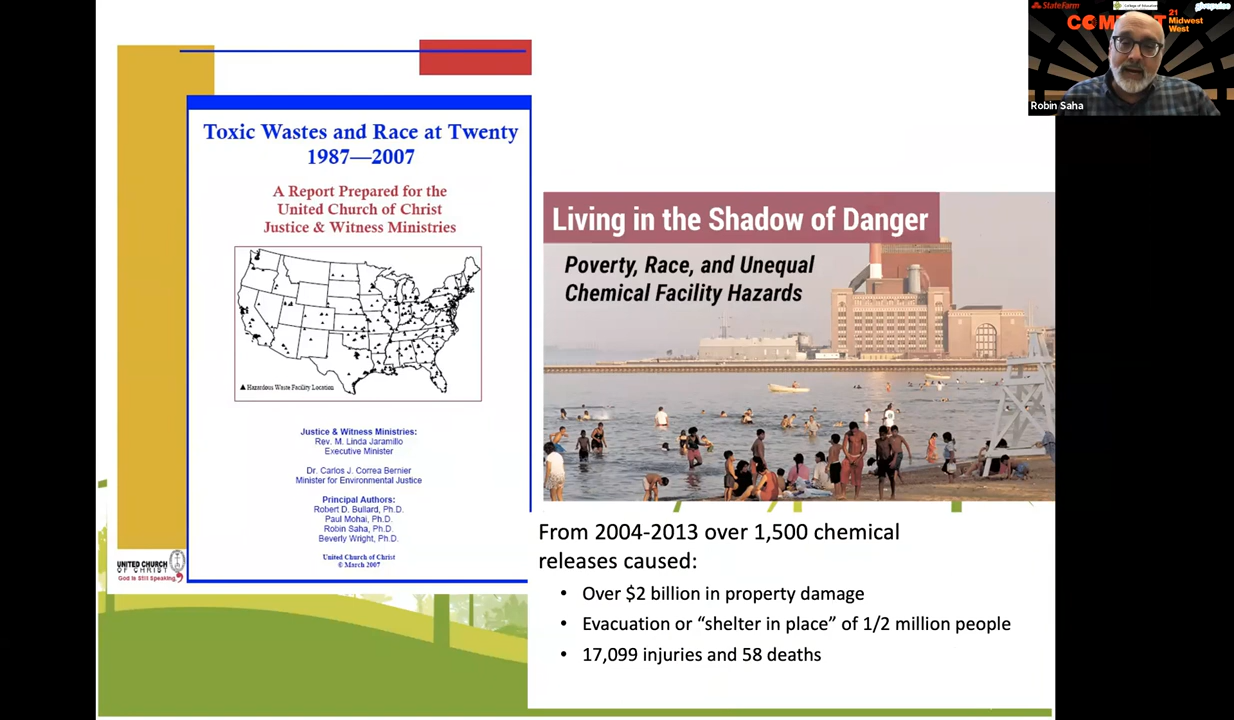 Toxic Wastes and Race at Twenty
1987—2007
A Report Prepared for the
United Church of Christ
Justice & Witness Ministries
▲ Hazardous Waste Facility Location
Justice & Witness Ministries:
Rev. M. Linda Jaramillo
Executive Minister
Dr. Carlos J. Correa Bernier
Minister for Environmental Justice
Principal Authors:
Robert D. Bullard, Ph.D.
Paul Mohai, Ph.D.
Robin Saha, Ph.D.
Beverly Wright, Ph.D.
United Church of Christ
© March 2007
UNITED CHURCH
OF CHRIST
God is Still Speaking,
Living in the Shadow of Danger
Poverty, Race, and Unequal
Chemical Facility Hazards
From 2004-2013 over 1,500 chemical
releases caused:
• Over $2 billion in property damage
• Evacuation or “shelter in place” of 1/2 million people
• 17,099 injuries and 58 deaths
StateFarm
College of Education
givepulse
21
Midwest
West
Robin Saha